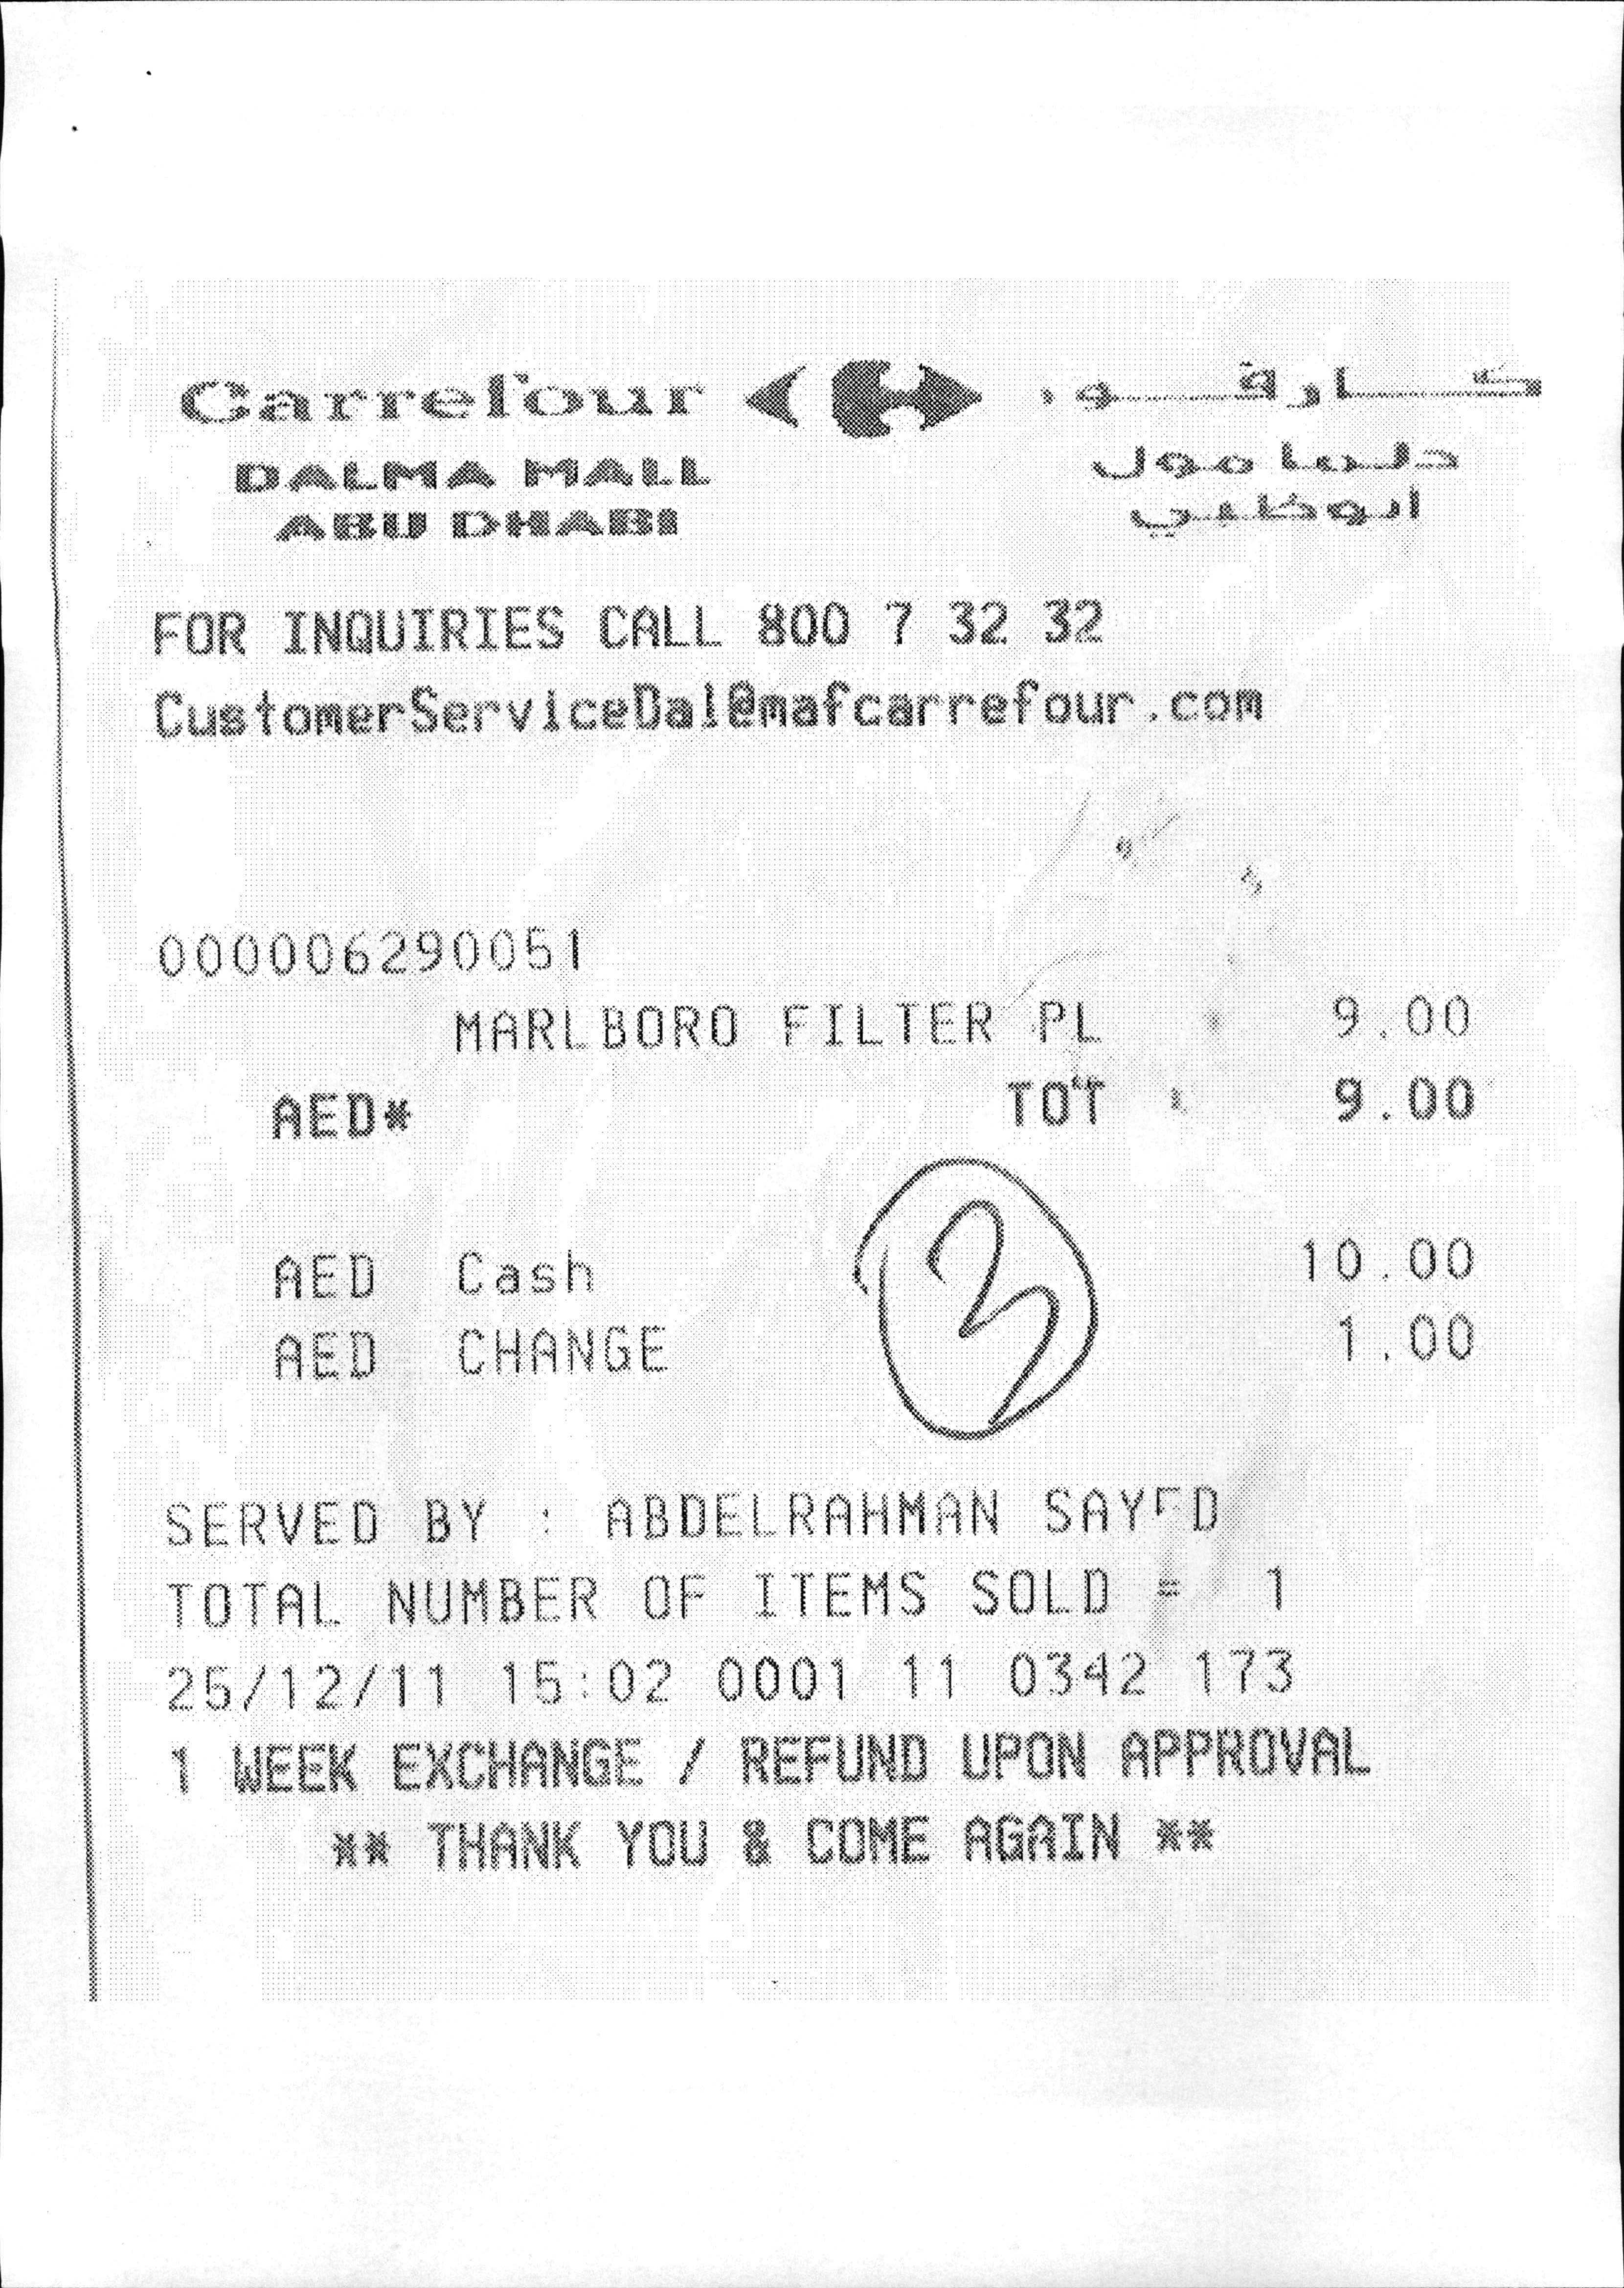 Carrefour كارفور
DALMA MALL دلما مول
ABU DHABI أبوظبي
FOR INQUIRIES CALL 800 7 32 32
CustomerServiceDal@mafcarrefour.com
000006290051
MARLBORO FILTER PL * 9.00
AED* TOT 9.00
3
AED Cash 10.00
AED CHANGE 1.00
SERVED BY : ABDELRAHMAN SAYED
TOTAL NUMBER OF ITEMS SOLD = 1
25/12/11 15:02 0001 11 0342 173
1 WEEK EXCHANGE / REFUND UPON APPROVAL
** THANK YOU & COME AGAIN **